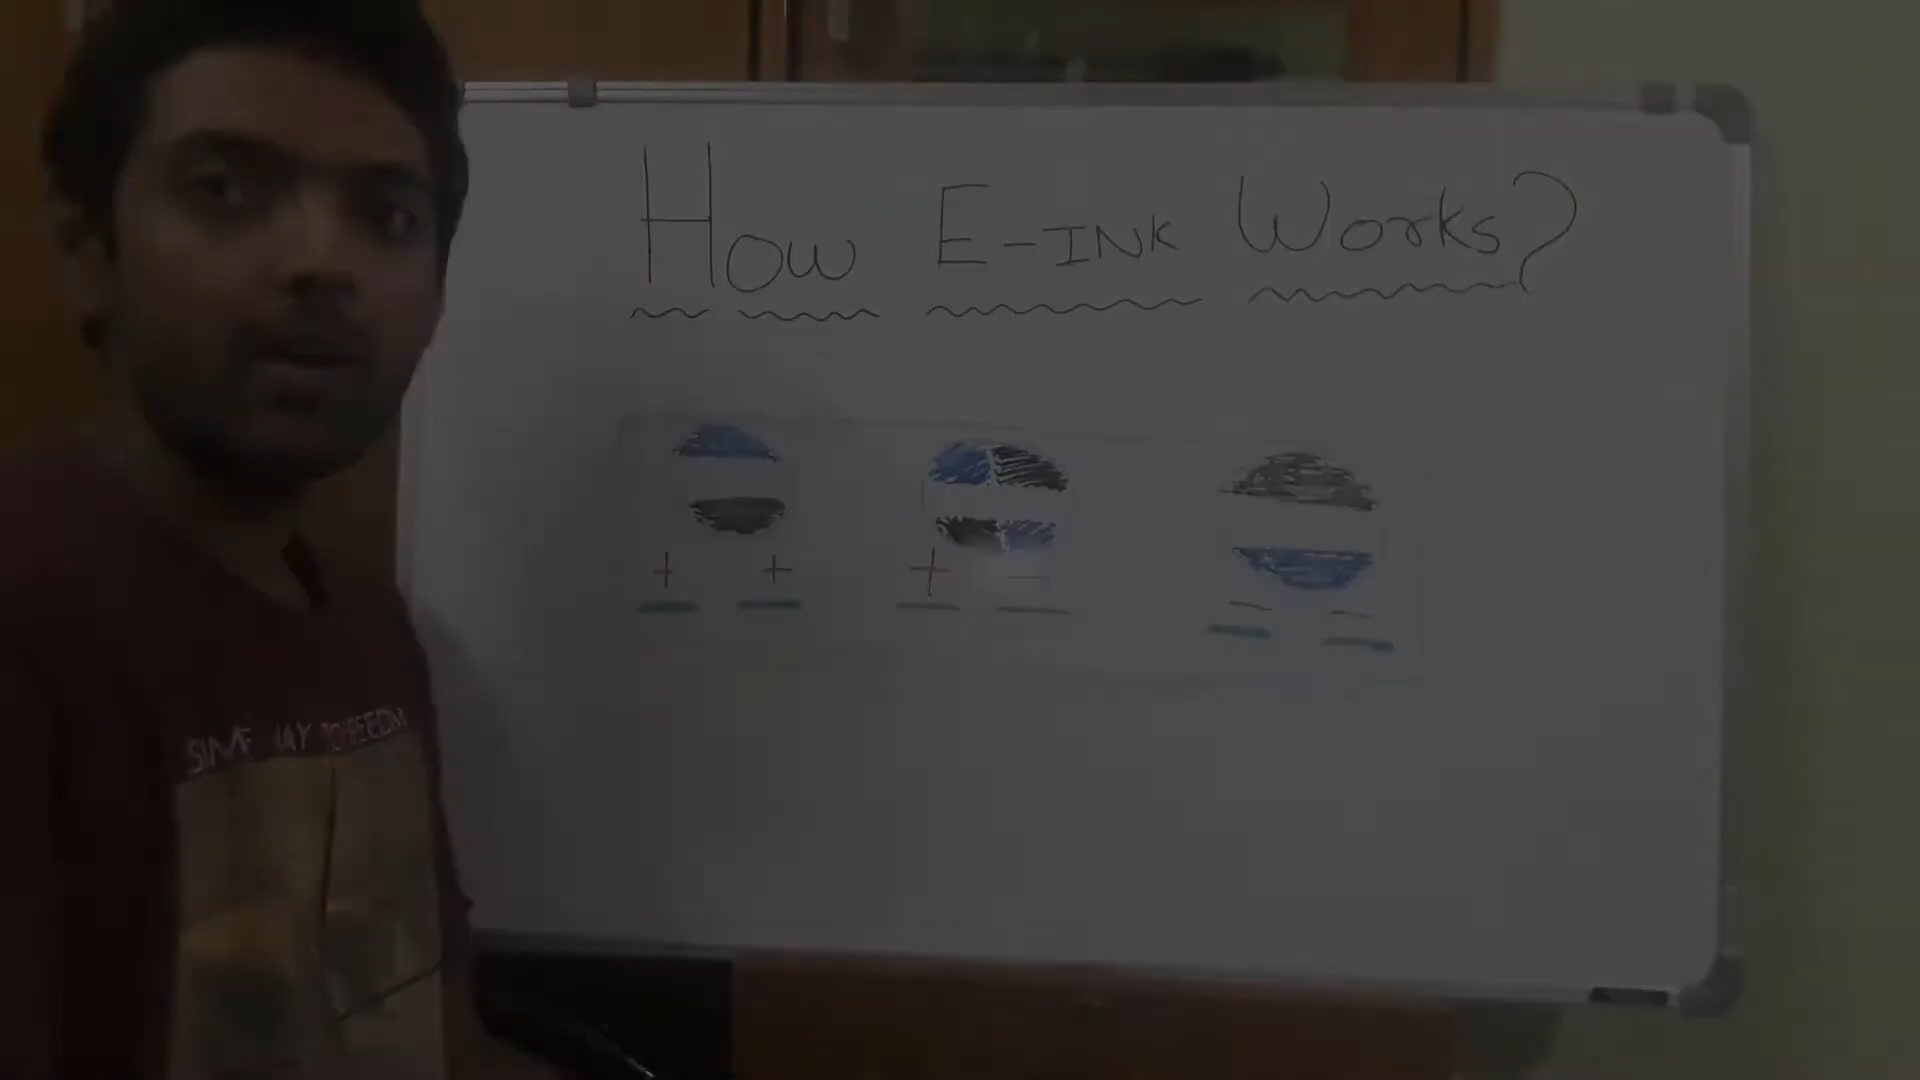 How E-INK Works?
+ + + − − −